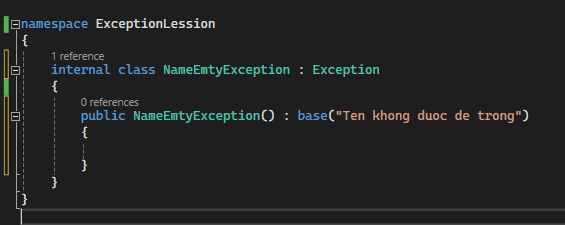 namespace ExceptionLession
{
1 reference
internal class NameEmtyException : Exception
{
0 references
public NameEmtyException() : base("Ten khong duoc de trong")
{
}
}
}